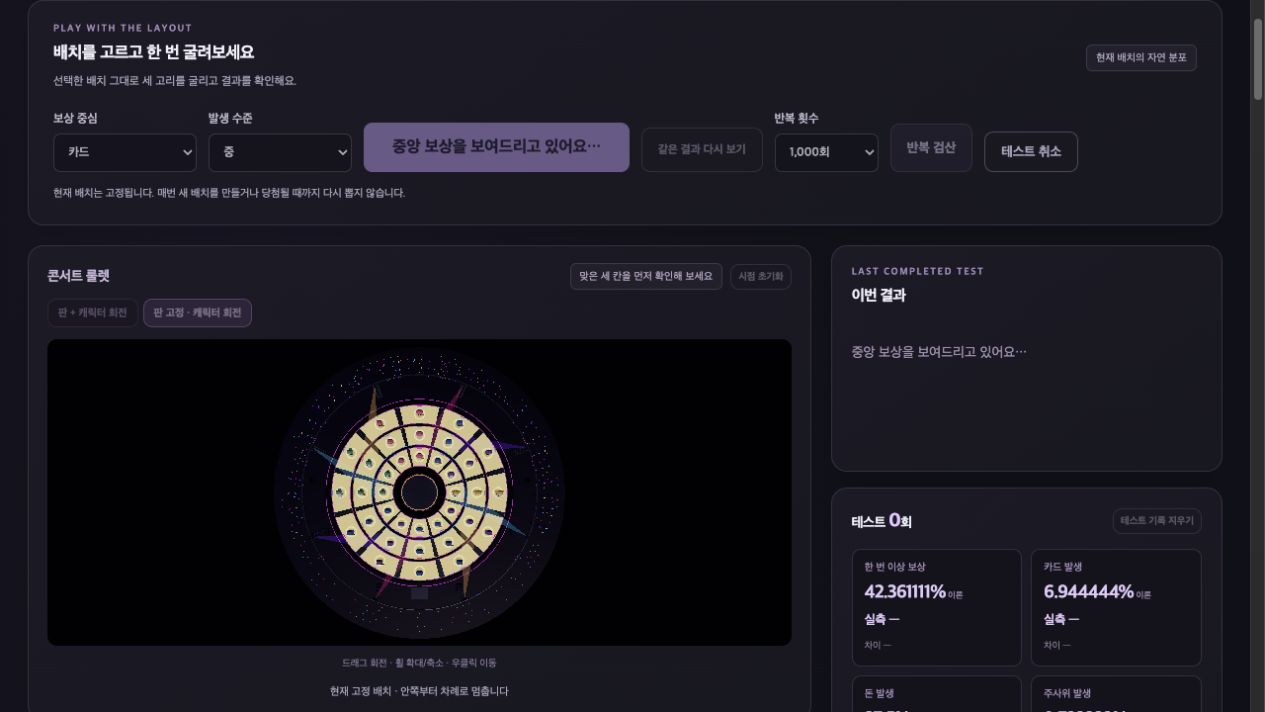 PLAY WITH THE LAYOUT
배치를 고르고 한 번 굴려보세요
선택한 배치 그대로 세 고리를 굴리고 결과를 확인해요.
현재 배치의 자연 분포
보상 중심
발생 수준
반복 횟수
카드
중
중앙 보상을 보여드리고 있어요…
같은 결과 다시 보기
1,000회
반복 검산
테스트 취소
현재 배치는 고정됩니다. 매번 새 배치를 만들거나 당첨될 때까지 다시 뽑지 않습니다.
콘서트 룰렛
맞은 세 칸을 먼저 확인해 보세요
시점 초기화
판 + 캐릭터 회전
판 고정 · 캐릭터 회전
드래그 회전 · 휠 확대/축소 · 우클릭 이동
현재 고정 배치 · 안쪽부터 차례로 멈춥니다
LAST COMPLETED TEST
이번 결과
중앙 보상을 보여드리고 있어요…
테스트 0회
테스트 기록 지우기
한 번 이상 보상
42.361111% 이론
실측 —
차이 —
카드 발생
6.944444% 이론
실측 —
차이 —
돈 발생
주사위 발생